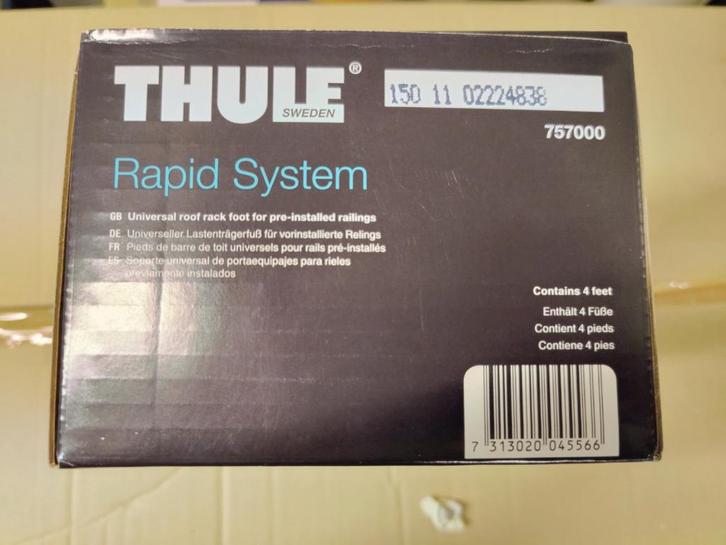 THULE®
SWEDEN
150 11 02224838
757000
Rapid System
GB Universal roof rack foot for pre-installed railings
DE Universeller Lastenträgerfuß für vorinstallierte Relings
FR Pieds de barre de toit universels pour rails pré-installés
ES Soporte universal de portaequipajes para rieles
previamente instalados
Contains 4 feet
Enthält 4 Füße
Contient 4 pieds
Contiene 4 pies
7 313020 045566